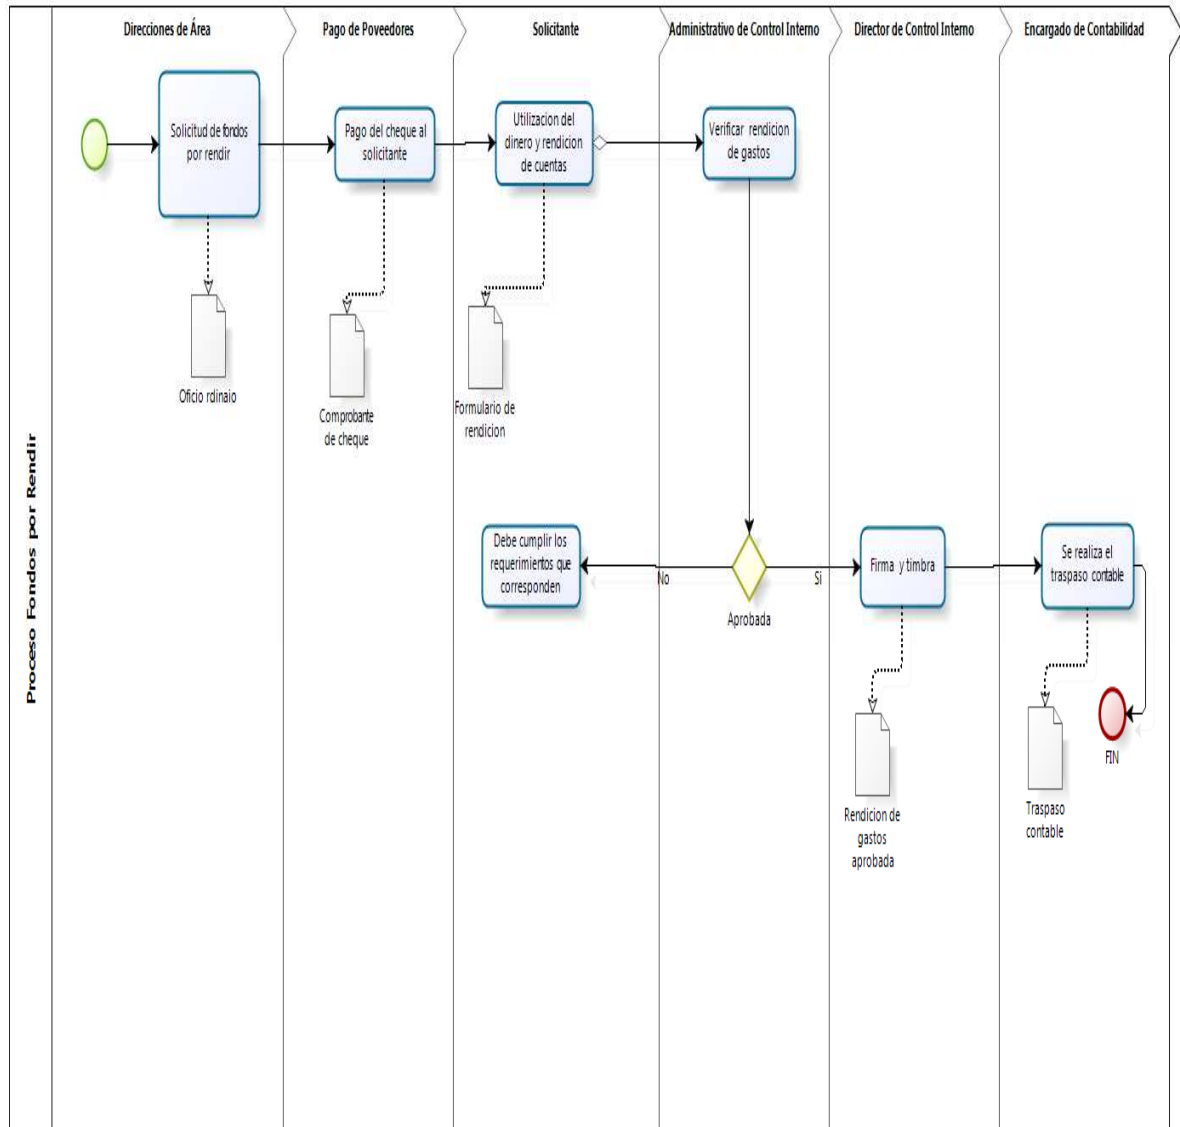 Direcciones de Área
Pago de Poveedores
Solicitante
Administrativo de Control Interno
Director de Control Interno
Encargado de Contabilidad
Proceso Fondos por Rendir
Solicitud de fondos
por rendir
Pago del cheque al
solicitante
Utilizacion del
dinero y rendicion
de cuentas
Verificar rendicion
de gastos
Oficio rdinaio
Comprobante
de cheque
Formulario de
rendicion
Debe cumplir los
requerimientos que
corresponden
No
Aprobada
Si
Firma y timbra
Se realiza el
traspaso contable
Rendicion de
gastos
aprobada
Traspaso
contable
FIN